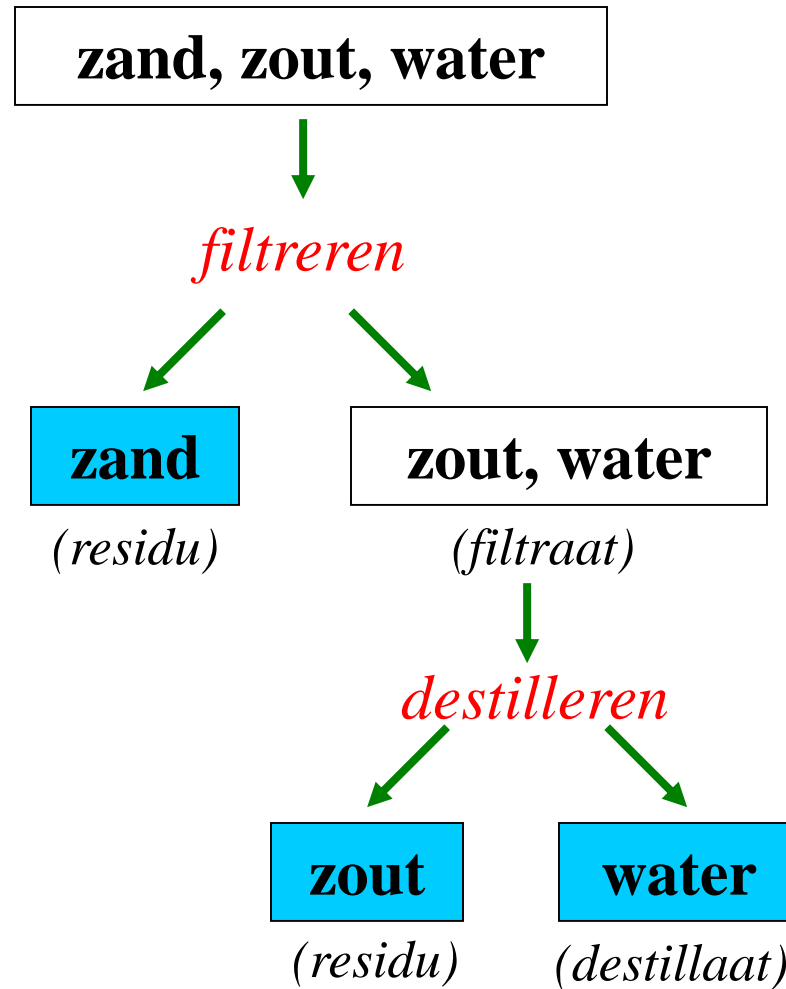 zand, zout, water
filtreren
zand
zout, water
(residu)
(filtraat)
destilleren
zout
water
(residu)
(destillaat)